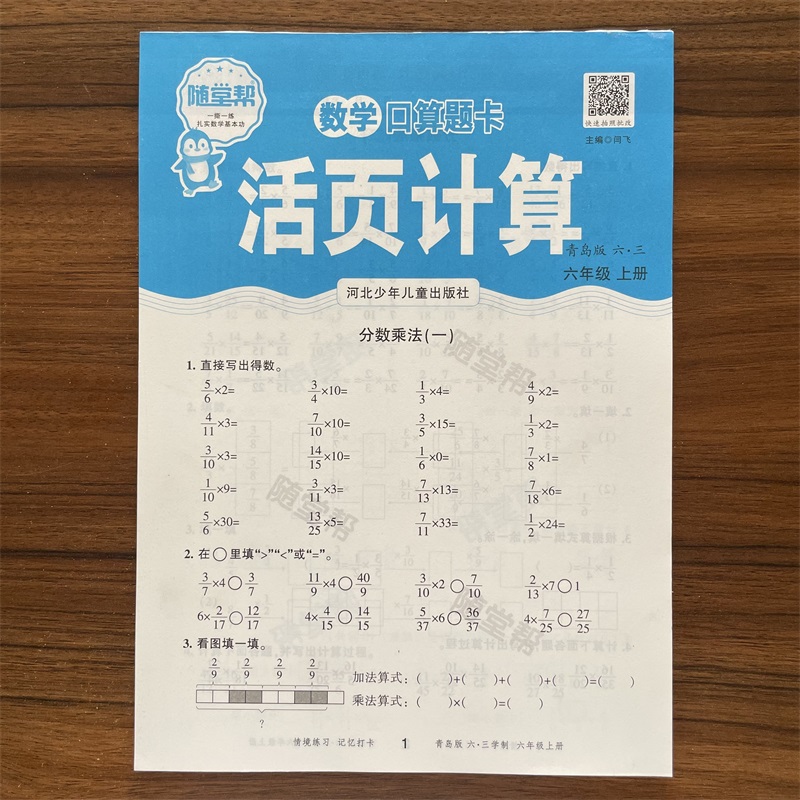 随堂帮
一撕一练
扎实数学基本功
数学口算题卡
快速拍照批改
主编◎闫飞
活页计算
青岛版 六·三
六年级 上册
河北少年儿童出版社
分数乘法(一)
1. 直接写出得数。
5/6×2= 3/4×10= 1/3×4= 4/9×2=
4/11×3= 7/10×10= 3/5×15= 1/3×2=
3/10×3= 14/15×10= 1/6×0= 7/8×1=
1/10×9= 3/11×3= 7/13×13= 7/18×6=
5/6×30= 13/25×5= 7/11×33= 1/2×24=
2. 在○里填“>”“<”或“=”。
3/7×4○3/7 11/9×4○40/9 3/10×2○7/10 2/13×7○1
6×2/17○12/17 4×4/15○14/15 5/37×6○36/37 4×7/25○27/25
3. 看图填一填。
2/9 2/9 2/9 2/9
加法算式:( )+( )+( )+( )=( )
乘法算式:( )×( )=( )
?
情境练习·记忆打卡 1 青岛版 六·三学制·六年级上册
随堂帮
随堂帮
随堂帮